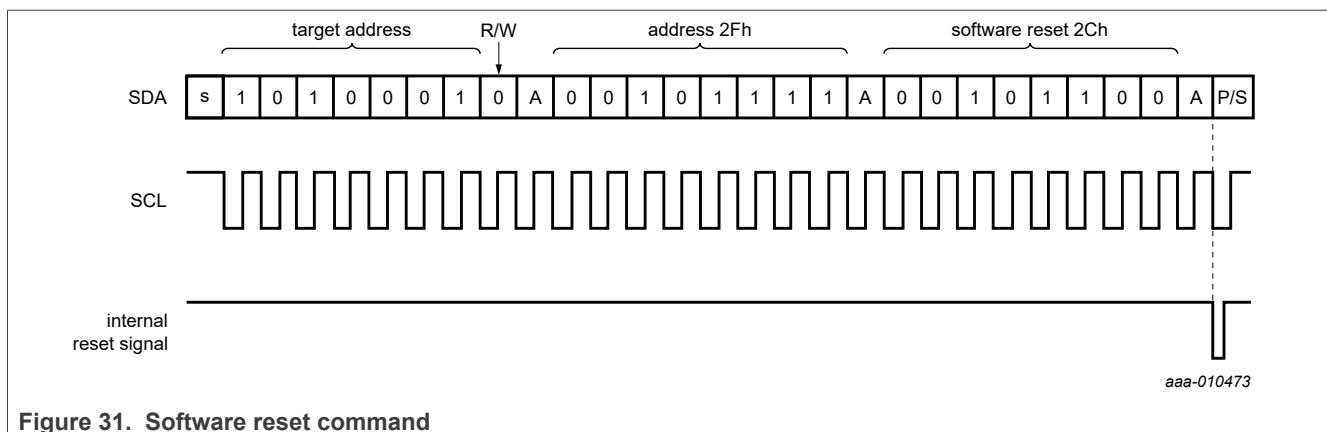 target address R/W address 2Fh software reset 2Ch
SDA s 1 0 1 0 0 0 1 0 A 0 0 1 0 1 1 1 1 A 0 0 1 0 1 1 0 0 A P/S
SCL
internal
reset signal
aaa-010473
Figure 31. Software reset command